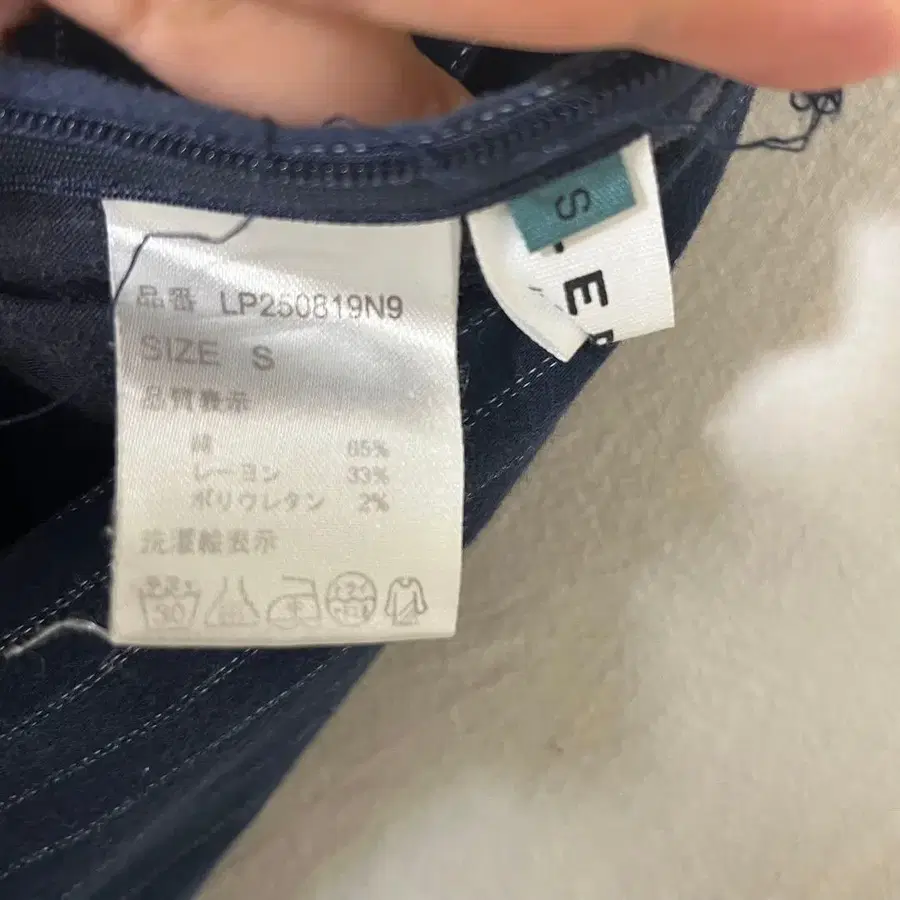 品番 LP250819N9
SIZE S
品質表示
綿 65%
レーヨン 33%
ポリウレタン 2%
洗濯絵表示
30
S
E